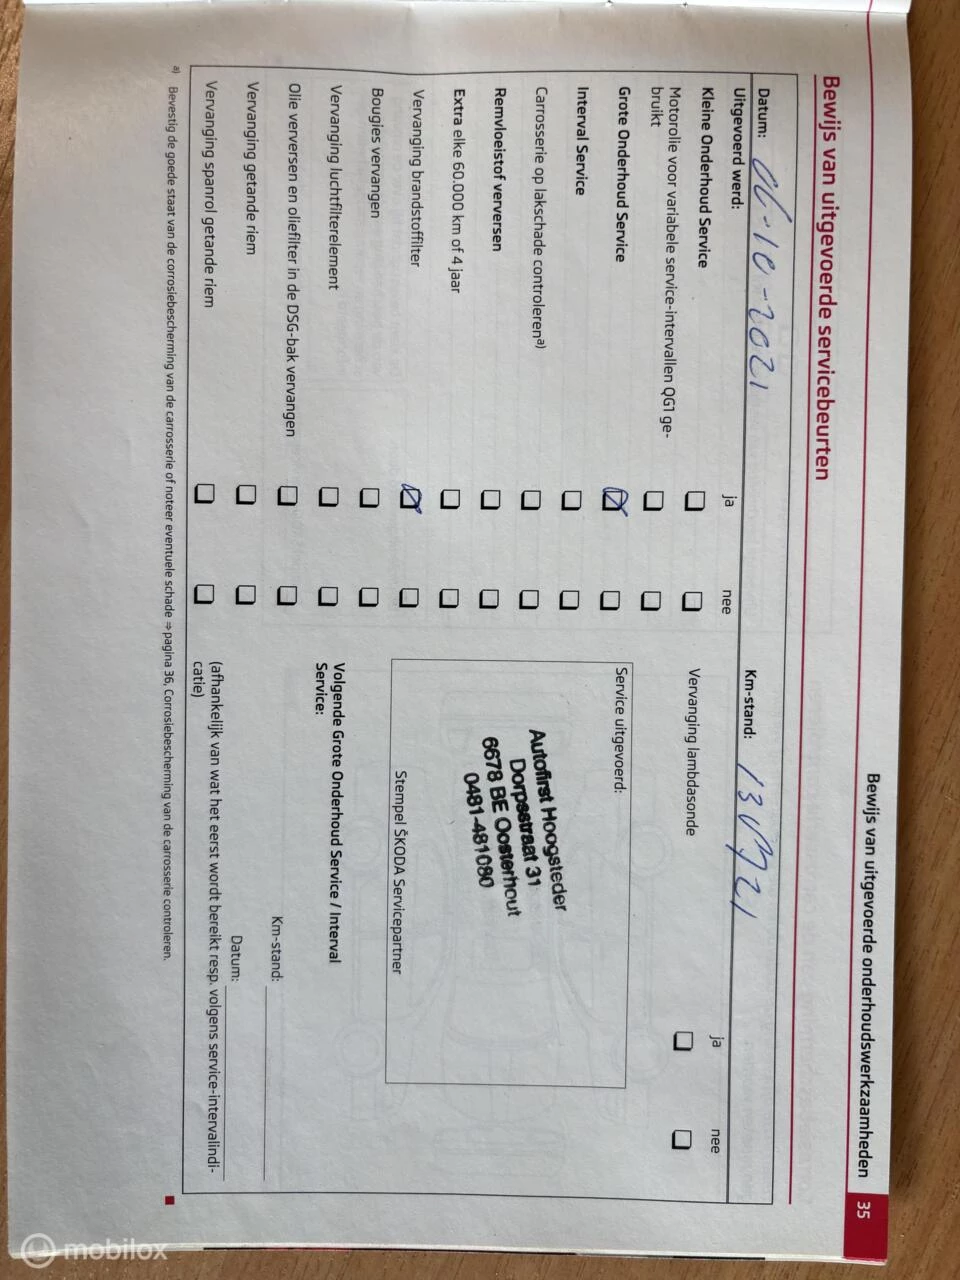 Bewijs van uitgevoerde onderhoudswerkzaamheden
35
Bewijs van uitgevoerde servicebeurten
Datum:
Km-stand:
Uitgevoerd werd:
ja
nee
Kleine Onderhoud Service
Motorolie voor variabele service-intervallen QG1 ge-
bruikt
Grote Onderhoud Service
Interval Service
Carrosserie op lakschade controleren a)
Remvloeistof verversen
Extra elke 60.000 km of 4 jaar
Vervanging brandstoffilter
Bougies vervangen
Vervanging luchtfilterelement
Olie verversen en oliefilter in de DSG-bak vervangen
Vervanging getande riem
Vervanging spanrol getande riem
ja
nee
Vervanging lambdasonde
Service uitgevoerd:
Autofirst Hoogsteder
Dorpsstraat 31
6678 BE Oosterhout
0481-481080
Stempel ŠKODA Servicepartner
Volgende Grote Onderhoud Service / Interval
Service:
Km-stand:
Datum:
(afhankelijk van wat het eerst wordt bereikt resp. volgens service-intervalindi-
catie)
a) Bevestig de goede staat van de corrosiebescherming van de carrosserie of noteer eventuele schade ⇒ pagina 36, Corrosiebescherming van de carrosserie controleren.
mobilox